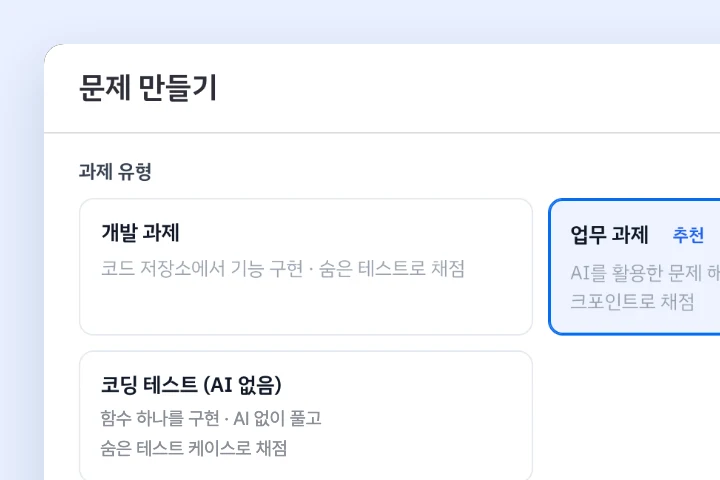 문제 만들기
과제 유형
개발 과제
코드 저장소에서 기능 구현 · 숨은 테스트로 채점
업무 과제 추천
AI를 활용한 문제 해
크포인트로 채점
코딩 테스트 (AI 없음)
함수 하나를 구현 · AI 없이 풀고
숨은 테스트 케이스로 채점